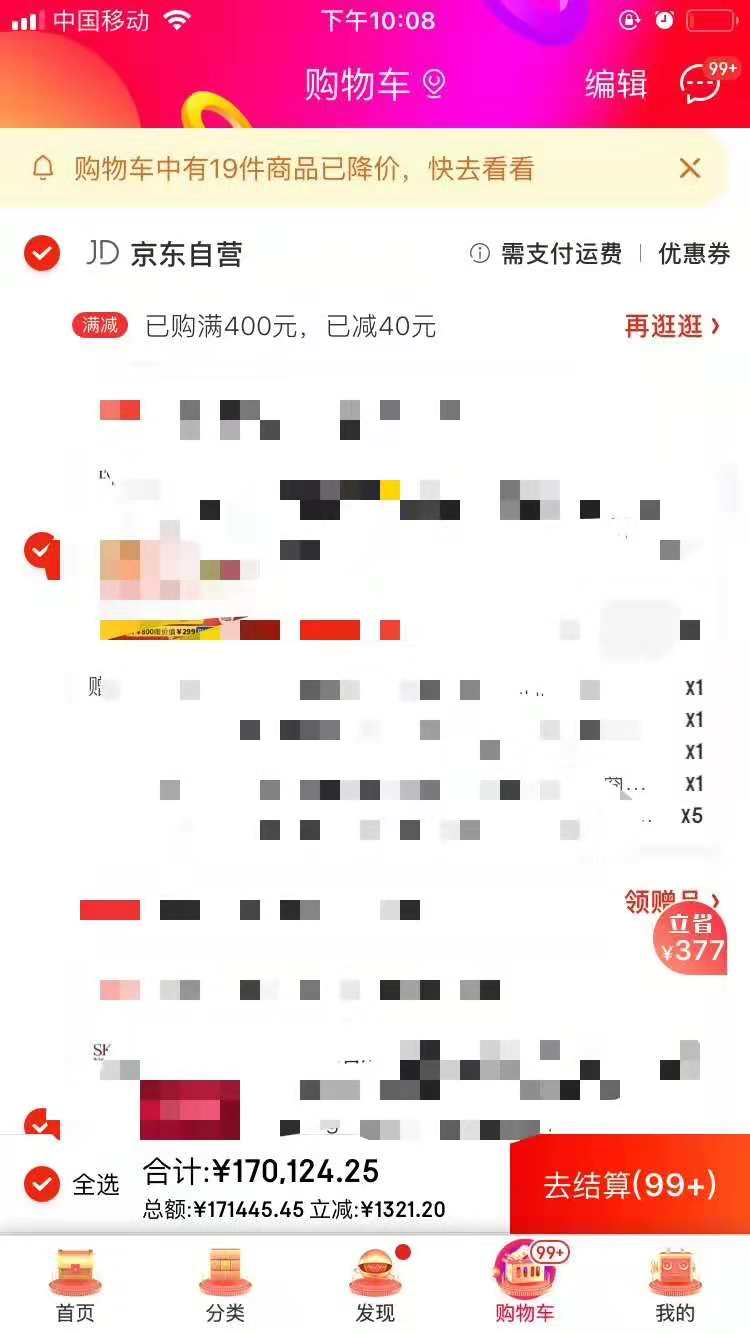 中国移动 下午10:08
购物车 编辑 99+
购物车中有19件商品已降价，快去看看
JD 京东自营 需支付运费 优惠券
满减 已购满400元，已减40元 再逛逛
¥299
赠 X1
X1
X1
X1
X5
领赠品
立省
¥377
SK
全选 合计:¥170,124.25 去结算(99+)
总额:¥171445.45 立减:¥1321.20
99+
首页 分类 发现 购物车 我的